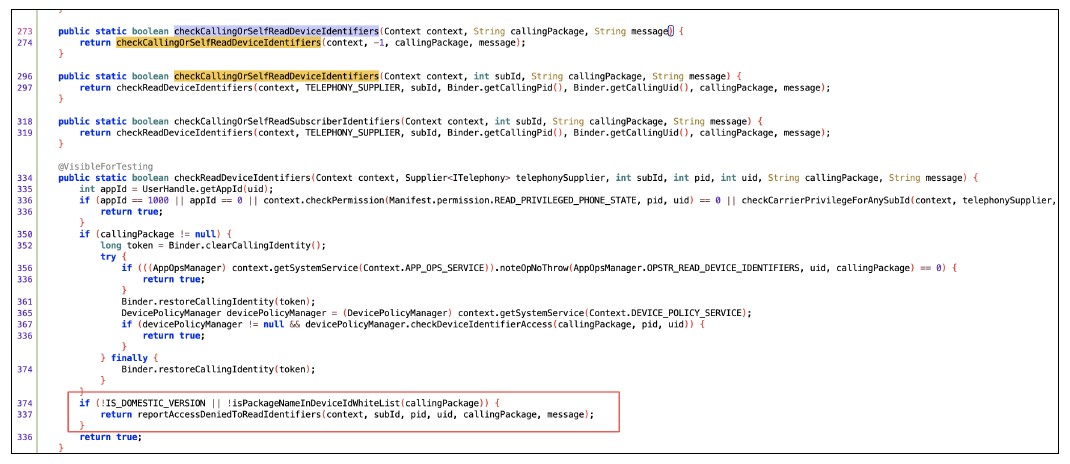 }
273 public static boolean checkCallingOrSelfReadDeviceIdentifiers(Context context, String callingPackage, String message) {
274 return checkCallingOrSelfReadDeviceIdentifiers(context, -1, callingPackage, message);
}
296 public static boolean checkCallingOrSelfReadDeviceIdentifiers(Context context, int subId, String callingPackage, String message) {
297 return checkReadDeviceIdentifiers(context, TELEPHONY_SUPPLIER, subId, Binder.getCallingPid(), Binder.getCallingUid(), callingPackage, message);
}
318 public static boolean checkCallingOrSelfReadSubscriberIdentifiers(Context context, int subId, String callingPackage, String message) {
319 return checkReadDeviceIdentifiers(context, TELEPHONY_SUPPLIER, subId, Binder.getCallingPid(), Binder.getCallingUid(), callingPackage, message);
}
@VisibleForTesting
334 public static boolean checkReadDeviceIdentifiers(Context context, Supplier<ITelephony> telephonySupplier, int subId, int pid, int uid, String callingPackage, String message) {
335 int appId = UserHandle.getAppId(uid);
336 if (appId == 1000 || appId == 0 || context.checkPermission(Manifest.permission.READ_PRIVILEGED_PHONE_STATE, pid, uid) == 0 || checkCarrierPrivilegeForAnySubId(context, telephonySupplier,
336 return true;
}
350 if (callingPackage != null) {
352 long token = Binder.clearCallingIdentity();
try {
356 if (((AppOpsManager) context.getSystemService(Context.APP_OPS_SERVICE)).noteOpNoThrow(AppOpsManager.OPSTR_READ_DEVICE_IDENTIFIERS, uid, callingPackage) == 0) {
336 return true;
}
361 Binder.restoreCallingIdentity(token);
365 DevicePolicyManager devicePolicyManager = (DevicePolicyManager) context.getSystemService(Context.DEVICE_POLICY_SERVICE);
367 if (devicePolicyManager != null && devicePolicyManager.checkDeviceIdentifierAccess(callingPackage, pid, uid)) {
336 return true;
}
} finally {
374 Binder.restoreCallingIdentity(token);
}
}
374 if (!IS_DOMESTIC_VERSION || !isPackageNameInDeviceIdWhiteList(callingPackage)) {
337 return reportAccessDeniedToReadIdentifiers(context, subId, pid, uid, callingPackage, message);
}
336 return true;
}